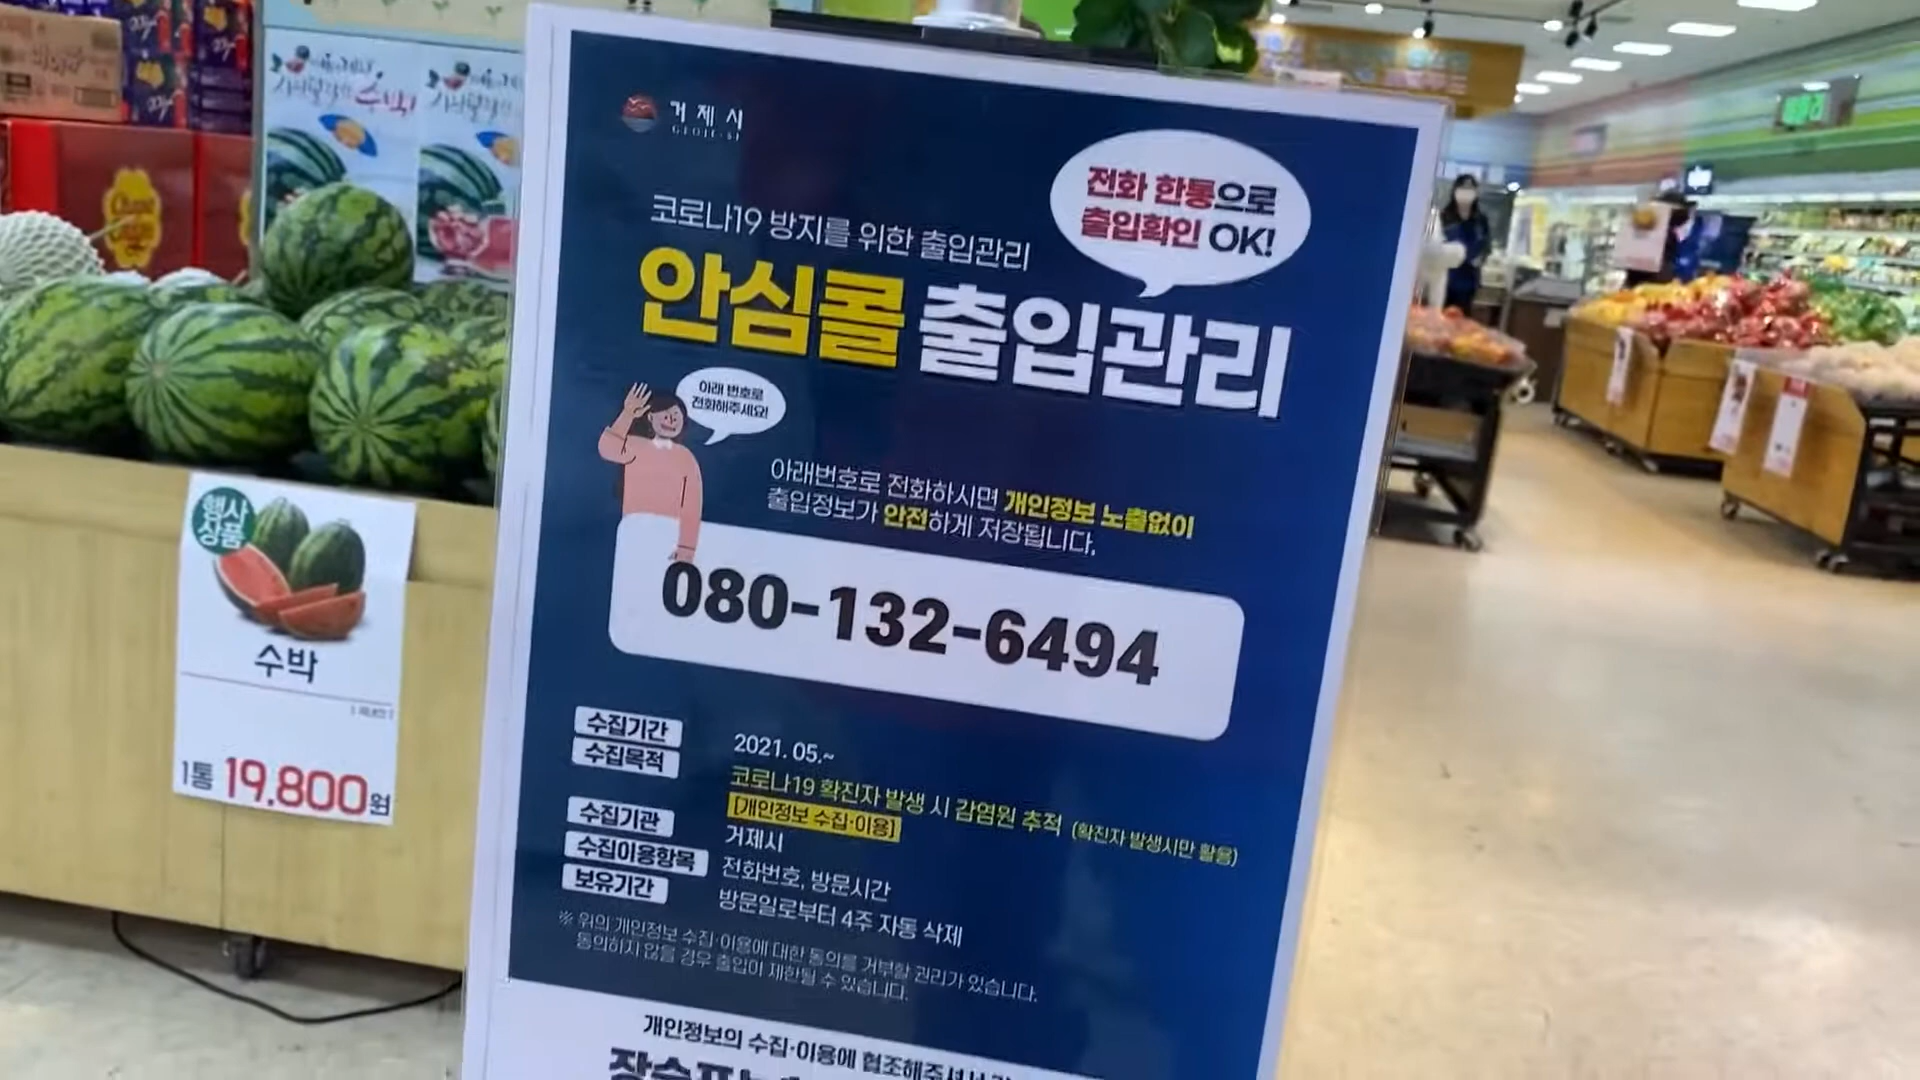 거제시
GEOJE-SI
전화 한통으로
출입확인 OK!
코로나19 방지를 위한 출입관리
안심콜 출입관리
아래 번호로
전화해주세요!
아래번호로 전화하시면 개인정보 노출없이
출입정보가 안전하게 저장됩니다.
080-132-6494
수집기간
2021. 05.~
수집목적
코로나19 확진자 발생 시 감염원 추적 (확진자 발생시만 활용)
[개인정보 수집·이용]
수집기관
거제시
수집이용항목
전화번호, 방문시간
보유기간
방문일로부터 4주 자동 삭제
※ 위의 개인정보 수집·이용에 대한 동의를 거부할 권리가 있습니다.
동의하지 않을 경우 출입이 제한될 수 있습니다.
개인정보의 수집·이용에 협조해주셔서
행사
상품
수박
1통 19,800원
수박
Chupa
Chups